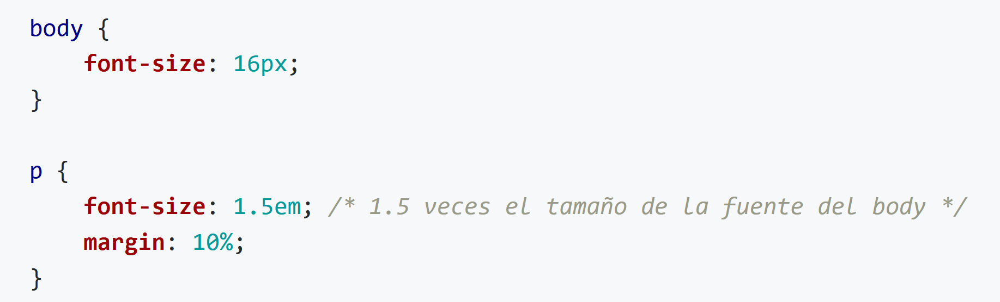 body {
    font-size: 16px;
}

p {
    font-size: 1.5em; /* 1.5 veces el tamaño de la fuente del body */
    margin: 10%;
}